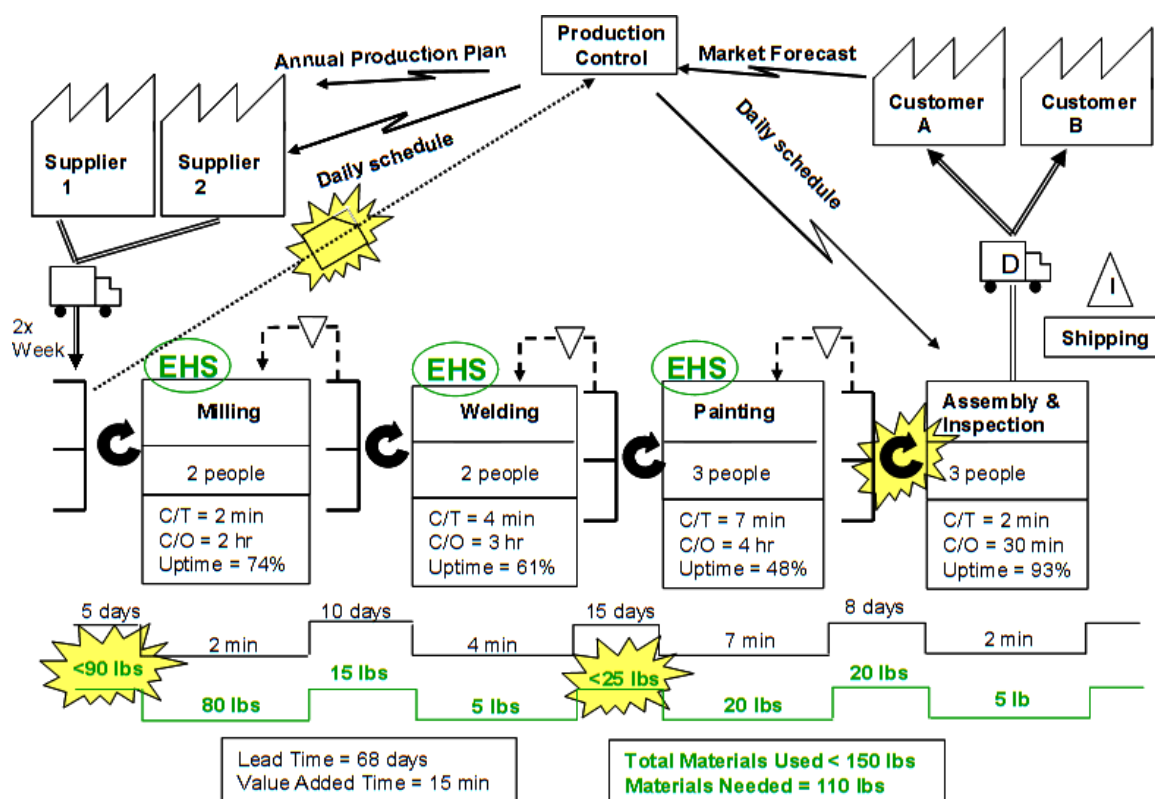 Production
Control
Annual Production Plan
Market Forecast
Daily schedule
Daily schedule
Supplier
1
Supplier
2
Customer
A
Customer
B
2x
Week
D
I
Shipping
EHS
Milling
2 people
C/T = 2 min
C/O = 2 hr
Uptime = 74%
EHS
Welding
2 people
C/T = 4 min
C/O = 3 hr
Uptime = 61%
EHS
Painting
3 people
C/T = 7 min
C/O = 4 hr
Uptime = 48%
Assembly &
Inspection
3 people
C/T = 2 min
C/O = 30 min
Uptime = 93%
5 days
2 min
10 days
4 min
15 days
7 min
8 days
2 min
<90 lbs
80 lbs
15 lbs
5 lbs
<25 lbs
20 lbs
20 lbs
5 lb
Lead Time = 68 days
Value Added Time = 15 min
Total Materials Used < 150 lbs
Materials Needed = 110 lbs